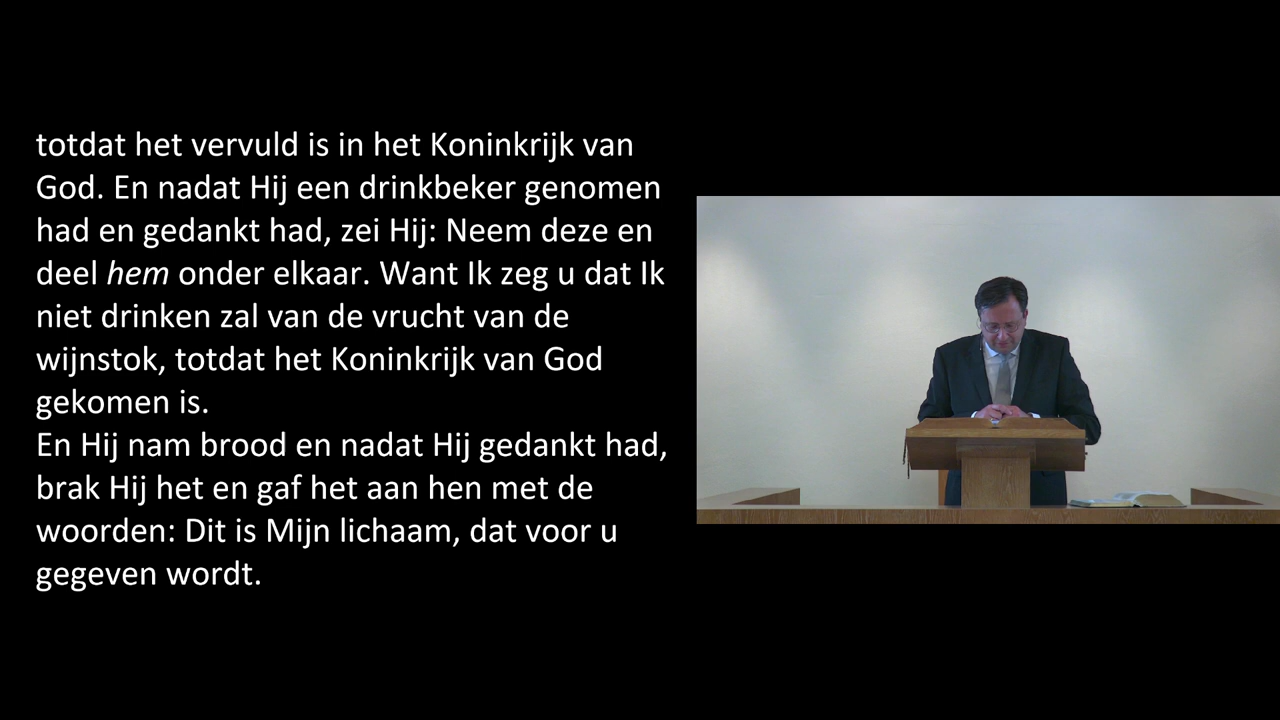 totdat het vervuld is in het Koninkrijk van
God. En nadat Hij een drinkbeker genomen
had en gedankt had, zei Hij: Neem deze en
deel hem onder elkaar. Want Ik zeg u dat Ik
niet drinken zal van de vrucht van de
wijnstok, totdat het Koninkrijk van God
gekomen is.
En Hij nam brood en nadat Hij gedankt had,
brak Hij het en gaf het aan hen met de
woorden: Dit is Mijn lichaam, dat voor u
gegeven wordt.